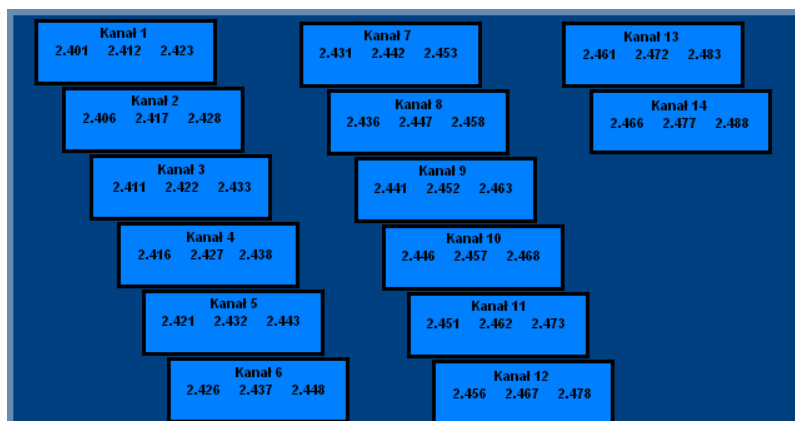 Kanał 1
2.401 2.412 2.423
Kanał 2
2.406 2.417 2.428
Kanał 3
2.411 2.422 2.433
Kanał 4
2.416 2.427 2.438
Kanał 5
2.421 2.432 2.443
Kanał 6
2.426 2.437 2.448
Kanał 7
2.431 2.442 2.453
Kanał 8
2.436 2.447 2.458
Kanał 9
2.441 2.452 2.463
Kanał 10
2.446 2.457 2.468
Kanał 11
2.451 2.462 2.473
Kanał 12
2.456 2.467 2.478
Kanał 13
2.461 2.472 2.483
Kanał 14
2.466 2.477 2.488